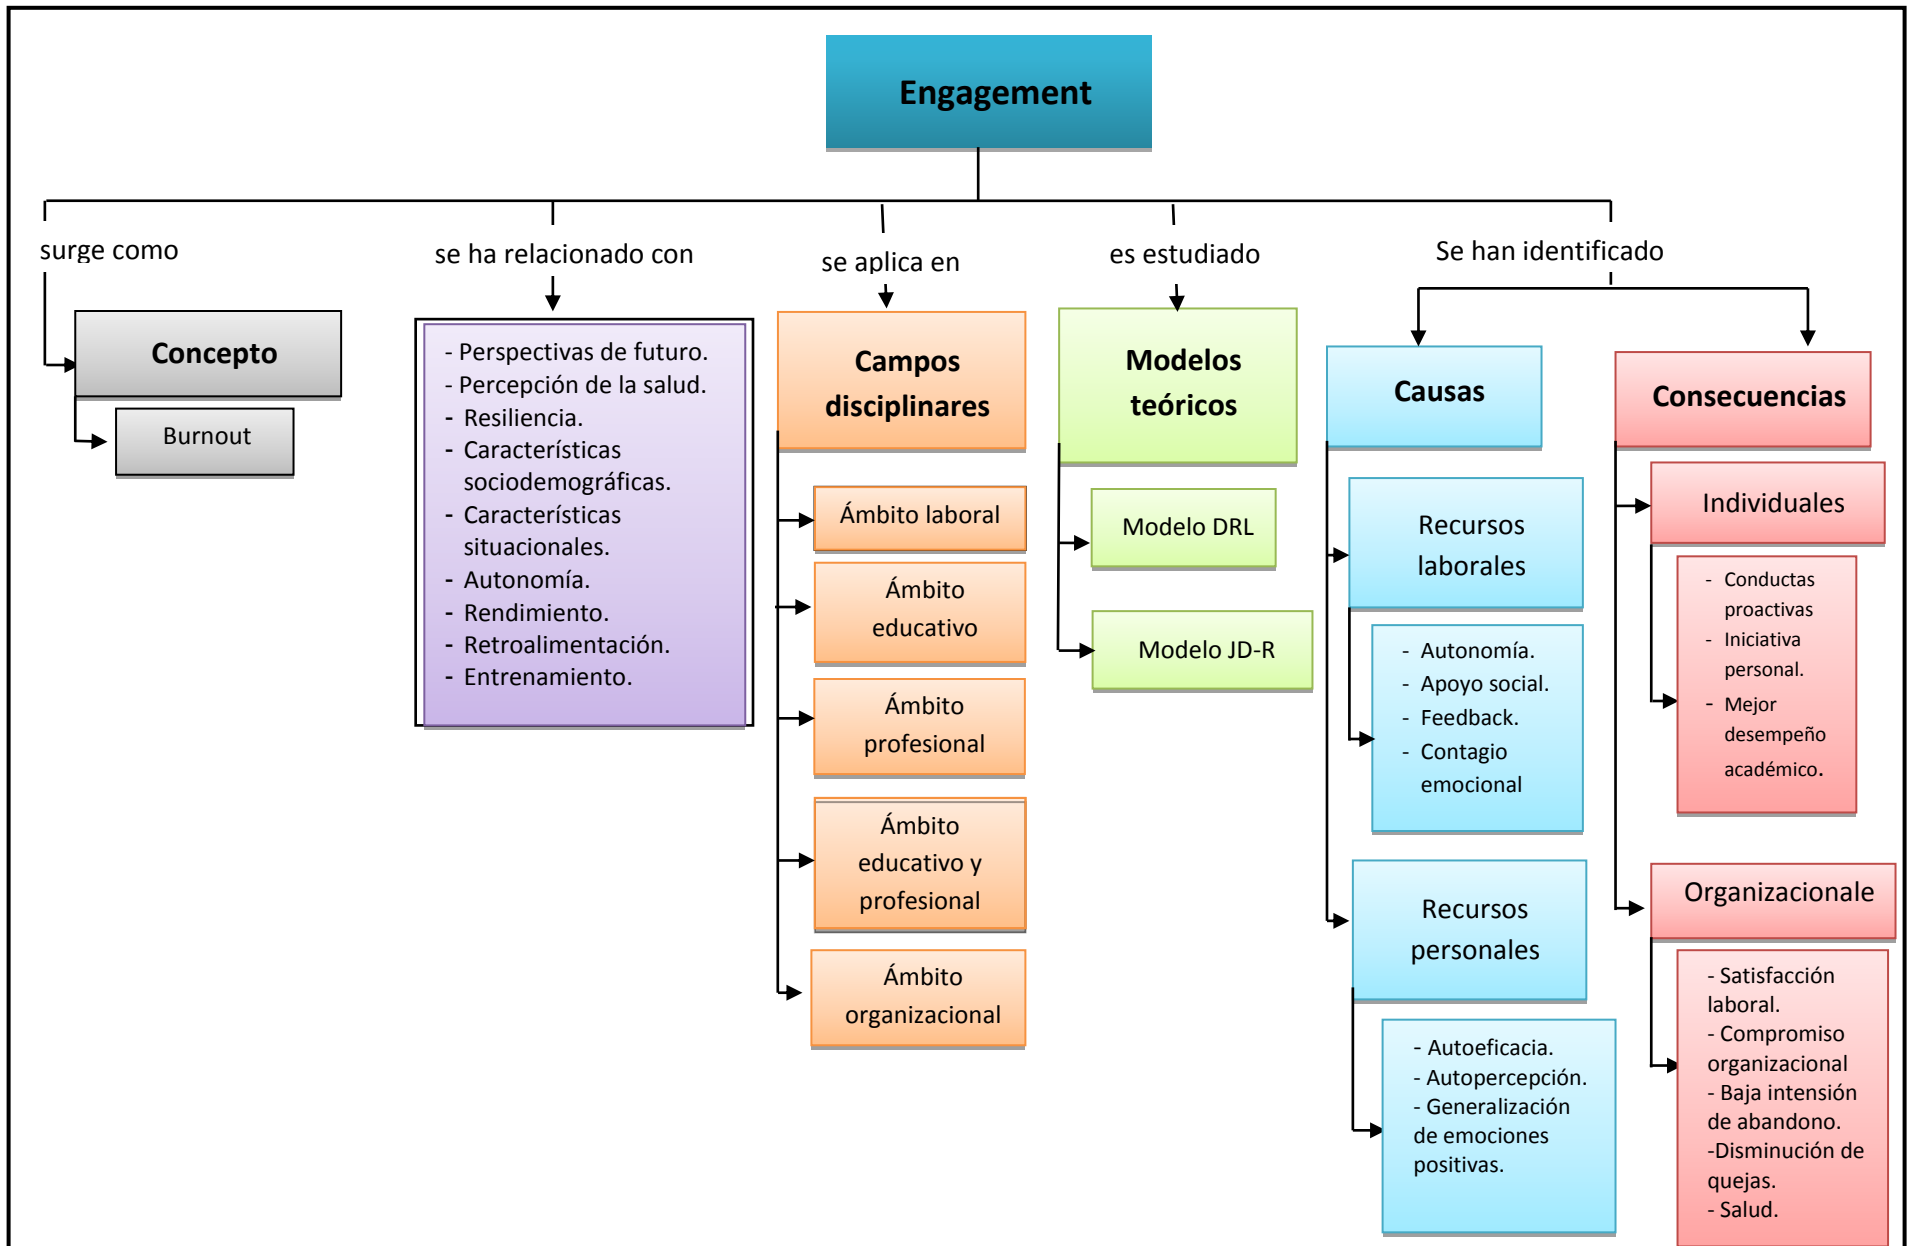 Engagement
surge como
Concepto
Burnout
se ha relacionado con
- Perspectivas de futuro.
- Percepción de la salud.
- Resiliencia.
- Características
sociodemográficas.
- Características
situacionales.
- Autonomía.
- Rendimiento.
- Retroalimentación.
- Entrenamiento.
se aplica en
Campos
disciplinares
Ámbito laboral
Ámbito
educativo
Ámbito
profesional
Ámbito
educativo y
profesional
Ámbito
organizacional
es estudiado
Modelos
teóricos
Modelo DRL
Modelo JD-R
Se han identificado
Causas
Recursos
laborales
- Autonomía.
- Apoyo social.
- Feedback.
- Contagio
emocional
Recursos
personales
- Autoeficacia.
- Autopercepción.
- Generalización
de emociones
positivas.
Consecuencias
Individuales
- Conductas
proactivas
- Iniciativa
personal.
- Mejor
desempeño
académico.
Organizacionale
- Satisfacción
laboral.
- Compromiso
organizacional
- Baja intensión
de abandono.
-Disminución de
quejas.
- Salud.